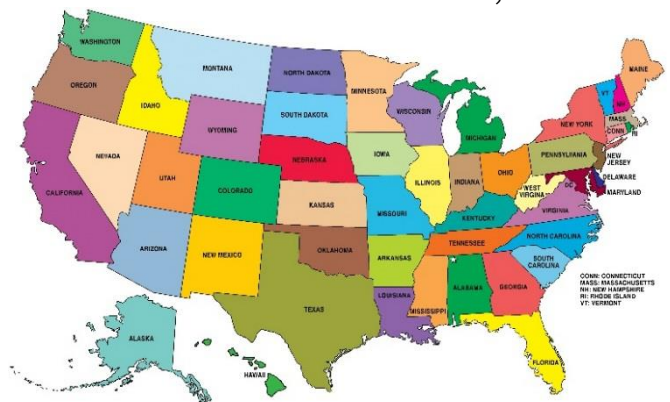 WASHINGTON
OREGON
IDAHO
MONTANA
NORTH DAKOTA
MINNESOTA
SOUTH DAKOTA
WYOMING
WISCONSIN
MICHIGAN
MAINE
VT
NH
NEW YORK
MASS
CONN
RI
NEVADA
UTAH
CALIFORNIA
COLORADO
NEBRASKA
IOWA
ILLINOIS
INDIANA
OHIO
PENNSYLVANIA
NEW
JERSEY
DELAWARE
MARYLAND
DC
WEST
VIRGINIA
VIRGINIA
KANSAS
MISSOURI
KENTUCKY
ARIZONA
NEW MEXICO
OKLAHOMA
ARKANSAS
TENNESSEE
NORTH CAROLINA
SOUTH
CAROLINA
TEXAS
LOUISIANA
MISSISSIPPI
ALABAMA
GEORGIA
FLORIDA
ALASKA
HAWAII
CONN: CONNECTICUT
MASS: MASSACHUSETTS
NH: NEW HAMPSHIRE
RI: RHODE ISLAND
VT: VERMONT